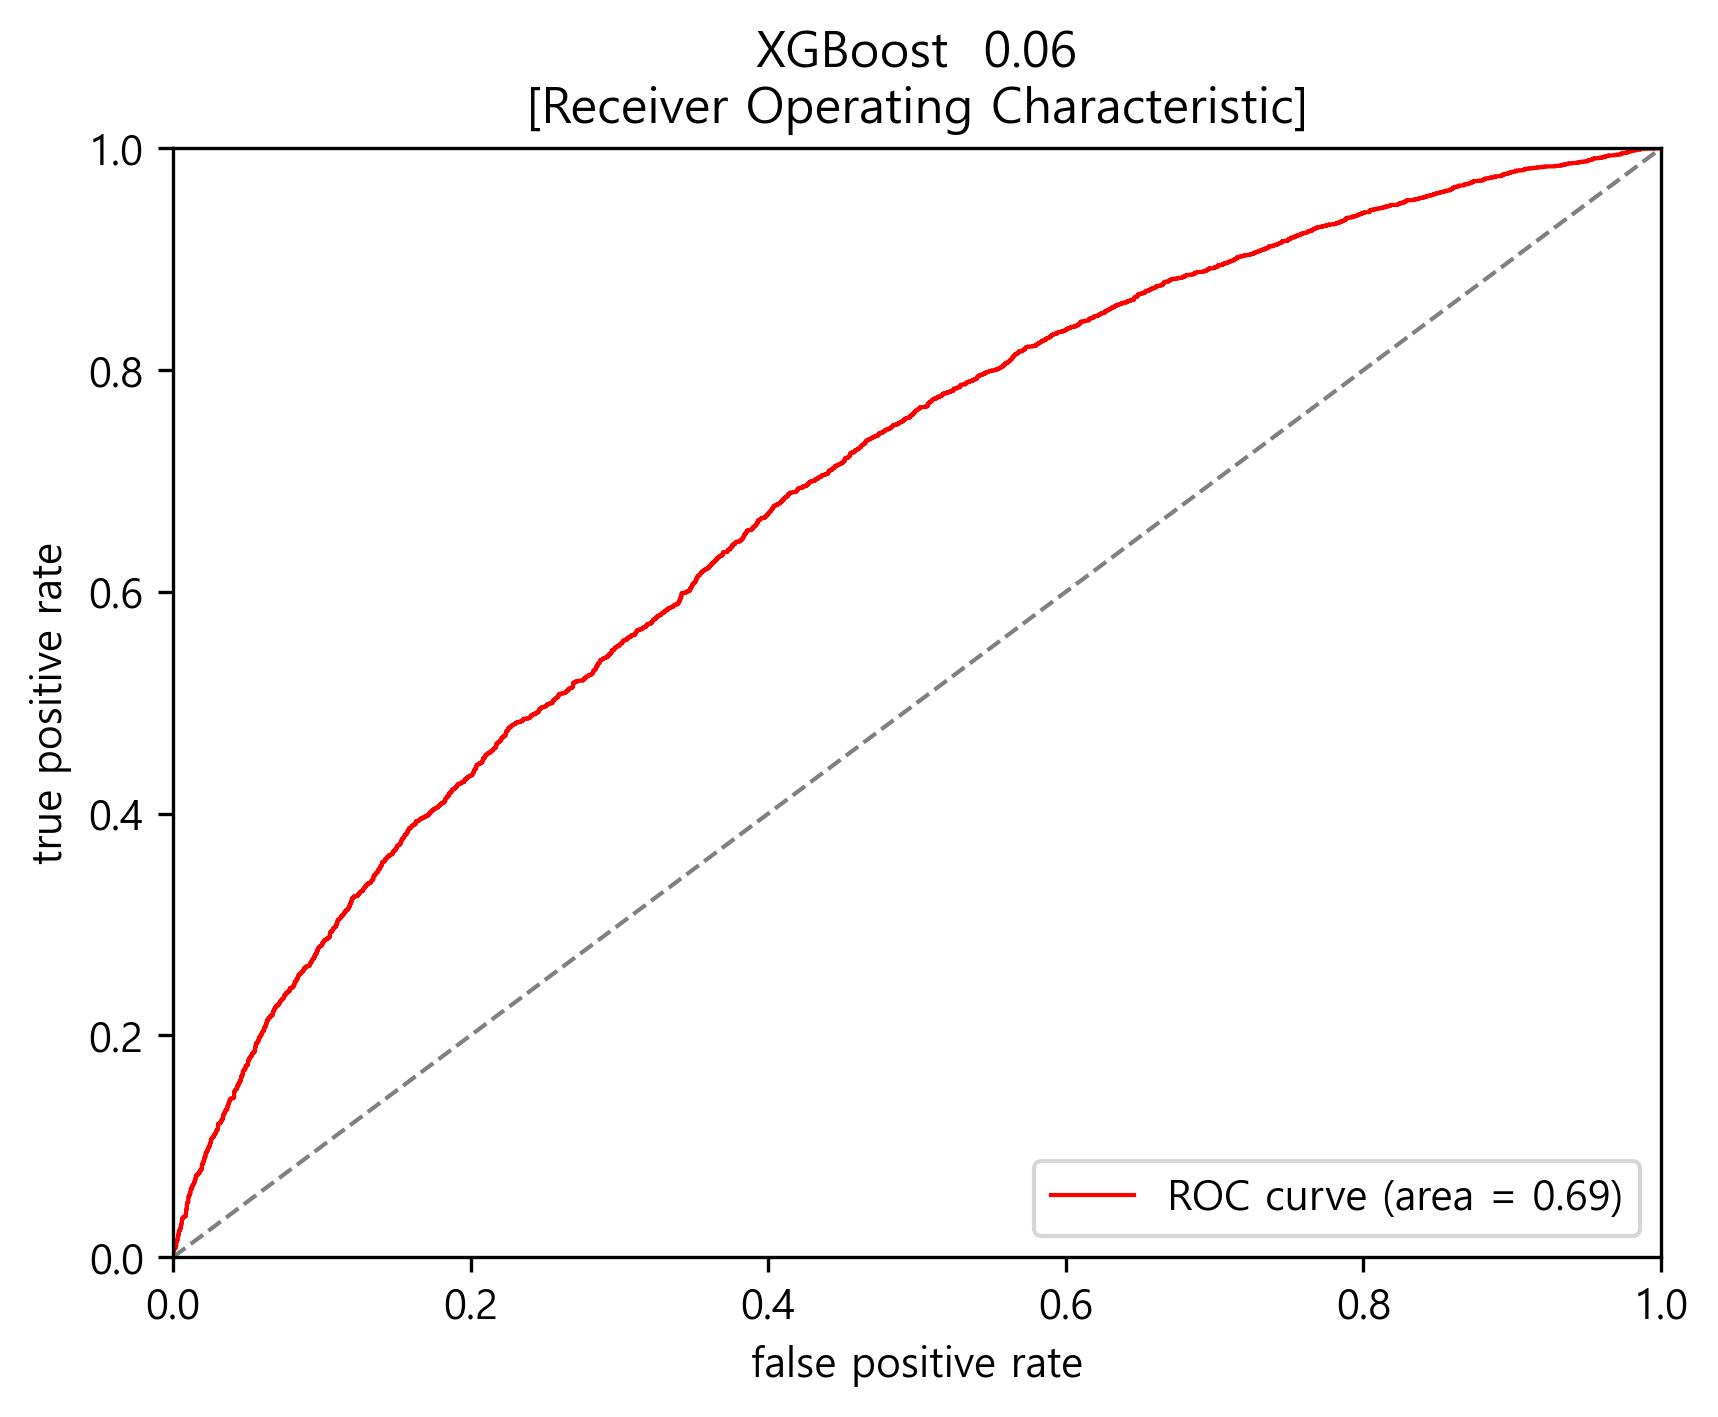 XGBoost 0.06
[Receiver Operating Characteristic]
1.0
0.8
0.6
0.4
0.2
0.0
true positive rate
ROC curve (area = 0.69)
0.0 0.2 0.4 0.6 0.8 1.0
false positive rate